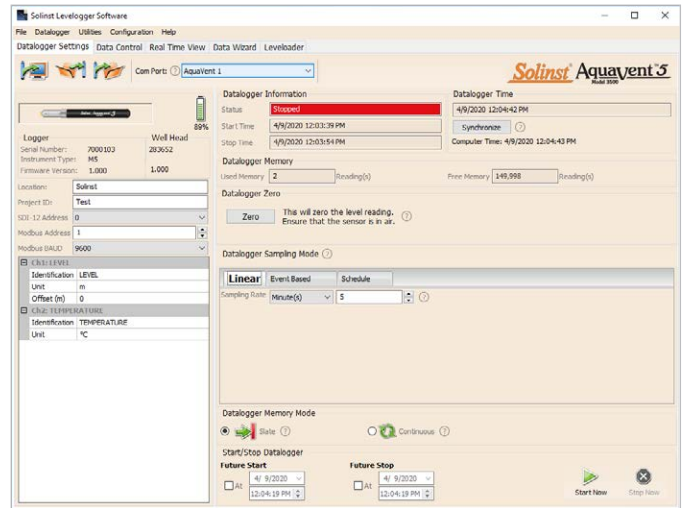 Solinst Levelogger Software
File Datalogger Utilities Configuration Help
Datalogger Settings Data Control Real Time View Data Wizard Leveloader
Com Port: AquaVent 1
Solinst Aquavent 5
Model 3500
89%
Logger Well Head
Serial Number: 7000103 283652
Instrument Type: M5
Firmware Version: 1.000 1.000
Location: Solinst
Project ID: Test
SDI-12 Address 0
Modbus Address 1
Modbus BAUD 9600
Ch1: LEVEL
Identification LEVEL
Unit m
Offset (m) 0
Ch2: TEMPERATURE
Identification TEMPERATURE
Unit °C
Datalogger Information
Status Stopped
Start Time 4/9/2020 12:03:39 PM
Stop Time 4/9/2020 12:03:54 PM
Datalogger Time
4/9/2020 12:04:42 PM
Synchronize
Computer Time: 4/9/2020 12:04:43 PM
Datalogger Memory
Used Memory 2 Reading(s) Free Memory 149,998 Reading(s)
Datalogger Zero
Zero This will zero the level reading.
Ensure that the sensor is in air.
Datalogger Sampling Mode
Linear Event Based Schedule
Sampling Rate Minute(s) 5
Datalogger Memory Mode
Slate Continuous
Start/Stop Datalogger
Future Start Future Stop
At 4/ 9/2020 At 4/ 9/2020
12:04:19 PM 12:04:19 PM
Start Now Stop Now